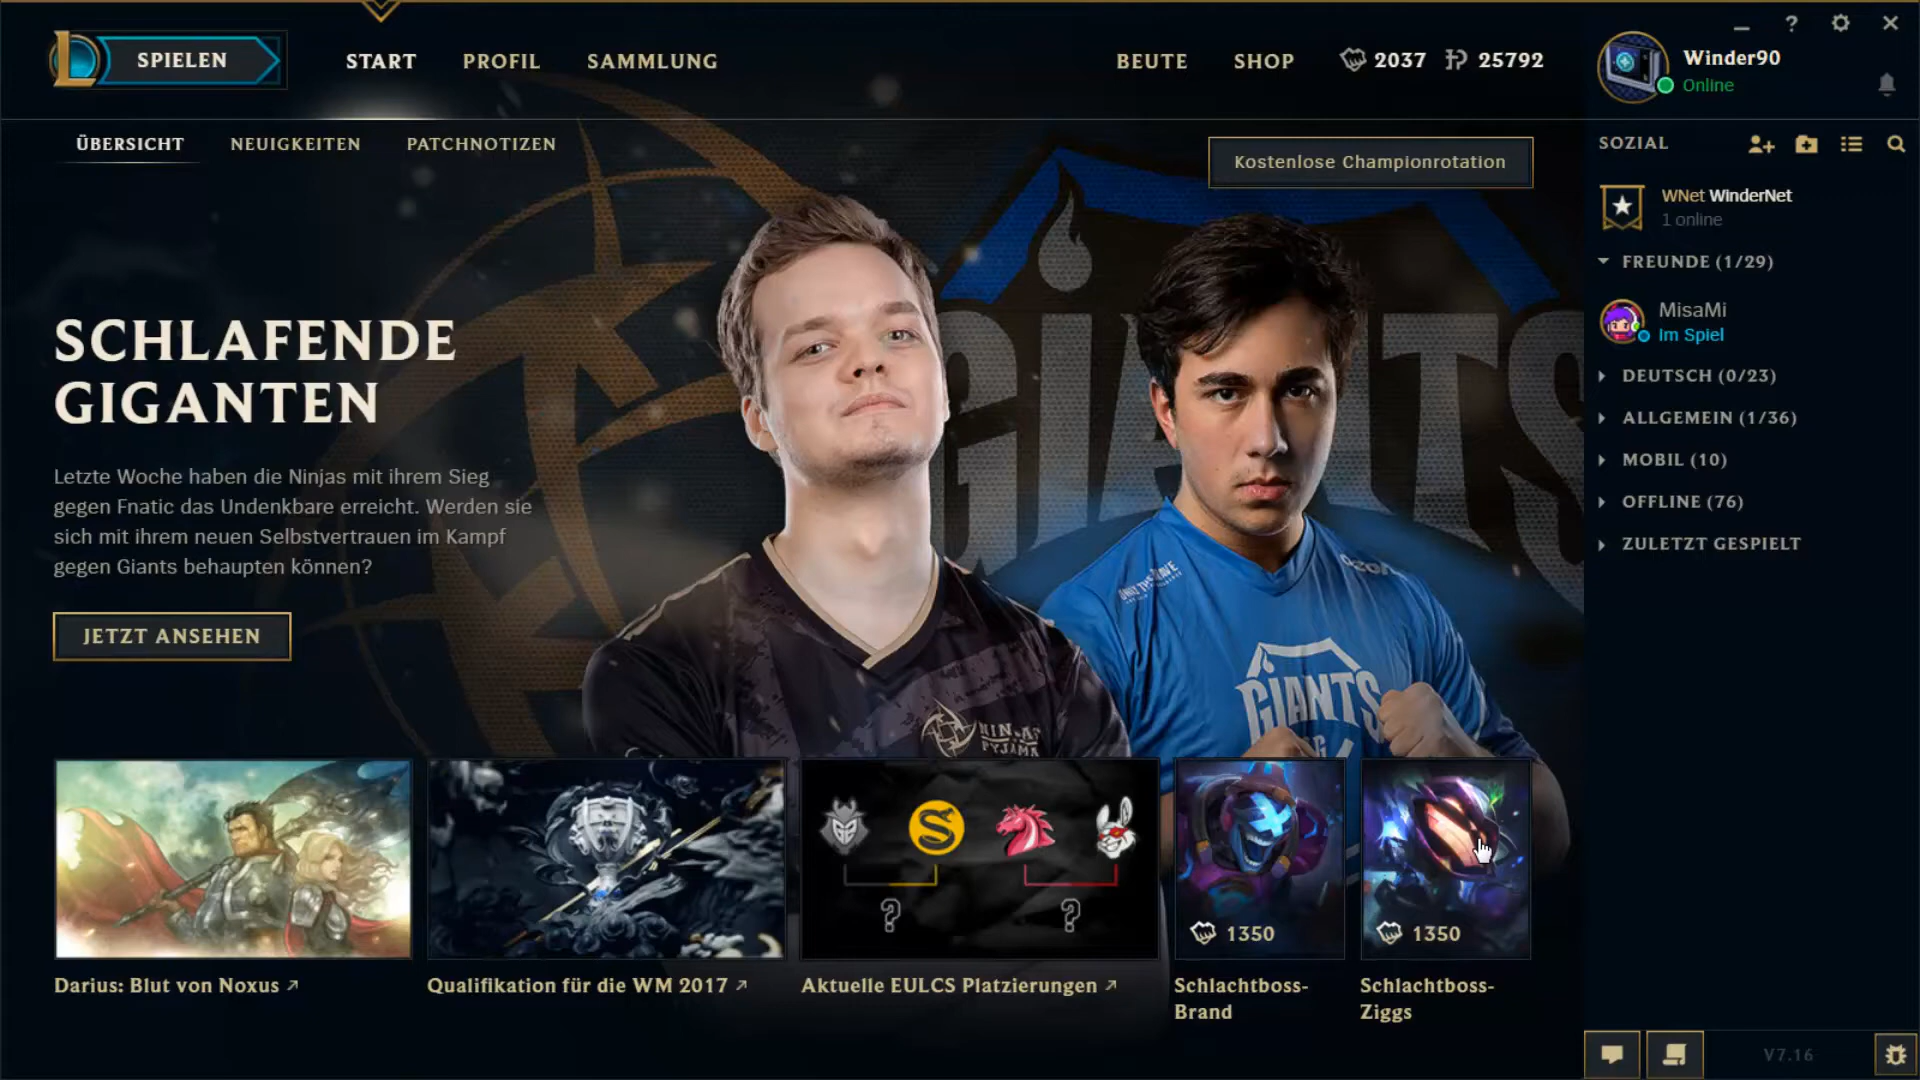 SPIELEN
START
PROFIL
SAMMLUNG
BEUTE
SHOP
2037
25792
Winder90
Online
ÜBERSICHT
NEUIGKEITEN
PATCHNOTIZEN
Kostenlose Championrotation
SOZIAL
WNet WinderNet
1 online
FREUNDE (1/29)
MisaMi
Im Spiel
DEUTSCH (0/23)
ALLGEMEIN (1/36)
MOBIL (10)
OFFLINE (76)
ZULETZT GESPIELT
SCHLAFENDE
GIGANTEN
Letzte Woche haben die Ninjas mit ihrem Sieg
gegen Fnatic das Undenkbare erreicht. Werden sie
sich mit ihrem neuen Selbstvertrauen im Kampf
gegen Giants behaupten können?
JETZT ANSEHEN
GIANTS
GIANTS
? ?
1350
1350
Darius: Blut von Noxus
Qualifikation für die WM 2017
Aktuelle EULCS Platzierungen
Schlachtboss-
Brand
Schlachtboss-
Ziggs
V7.16